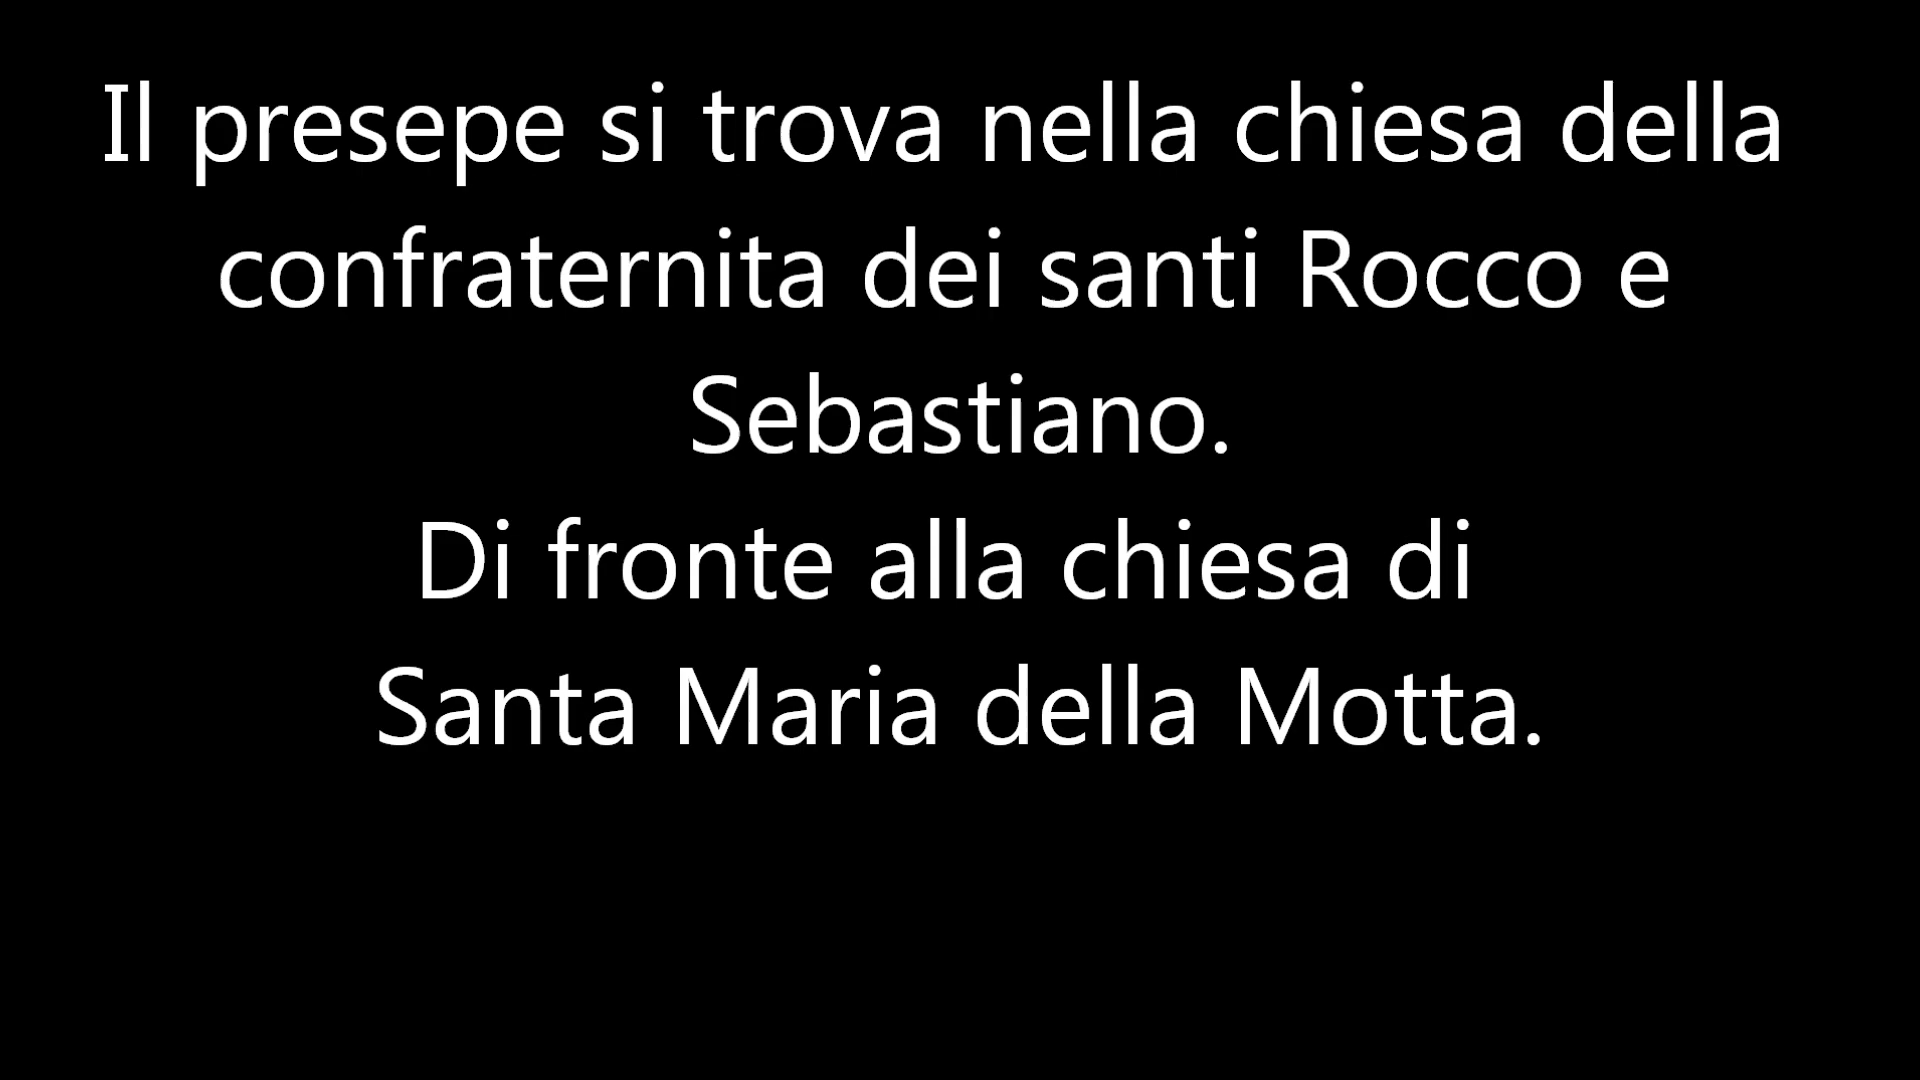 Il presepe si trova nella chiesa della
confraternita dei santi Rocco e
Sebastiano.
Di fronte alla chiesa di
Santa Maria della Motta.